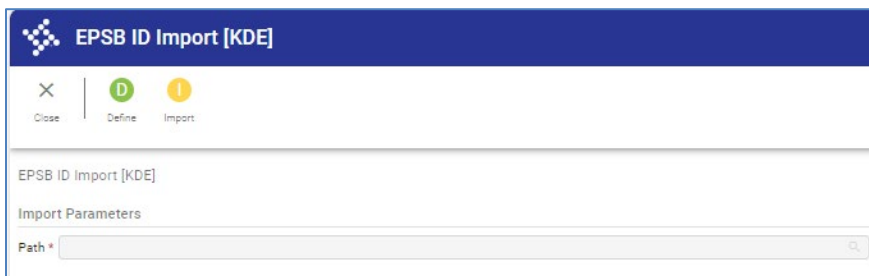 EPSB ID Import [KDE]
D I
Close Define Import
EPSB ID Import [KDE]
Import Parameters
Path *